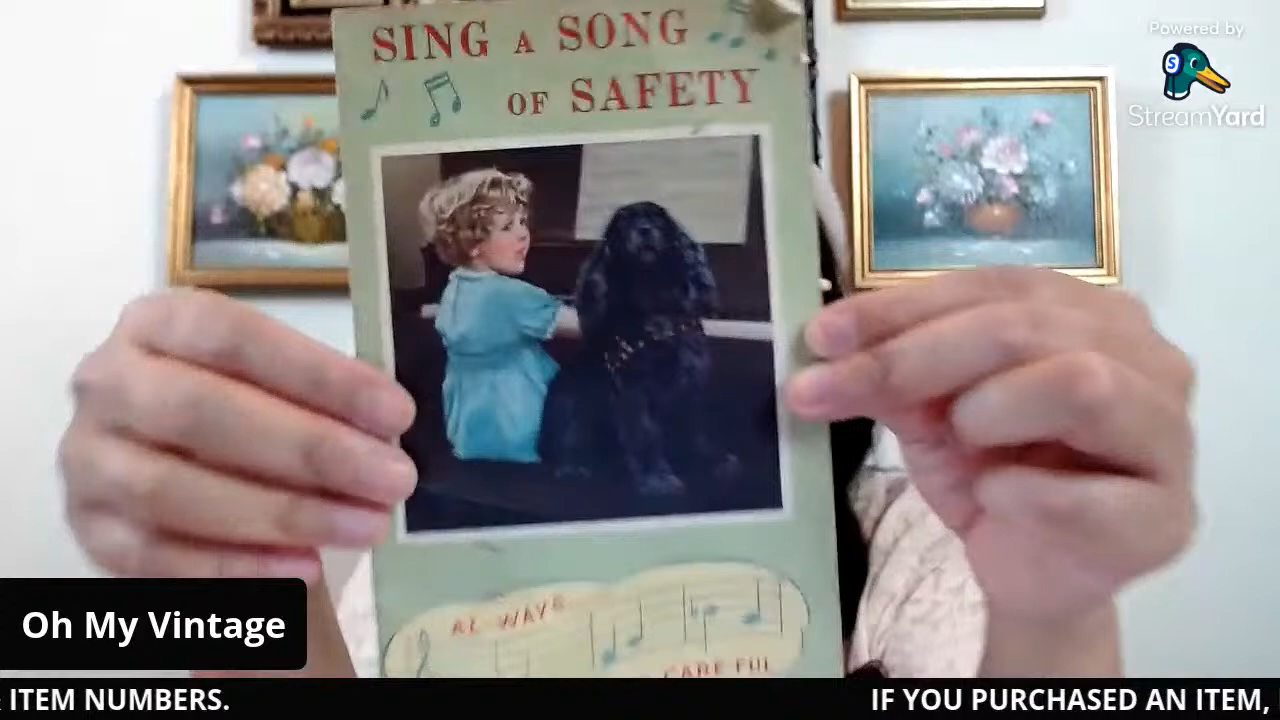 SING A SONG
OF SAFETY
Powered by
StreamYard
AL WAYS
CARE FUL
Oh My Vintage
ITEM NUMBERS.
IF YOU PURCHASED AN ITEM,